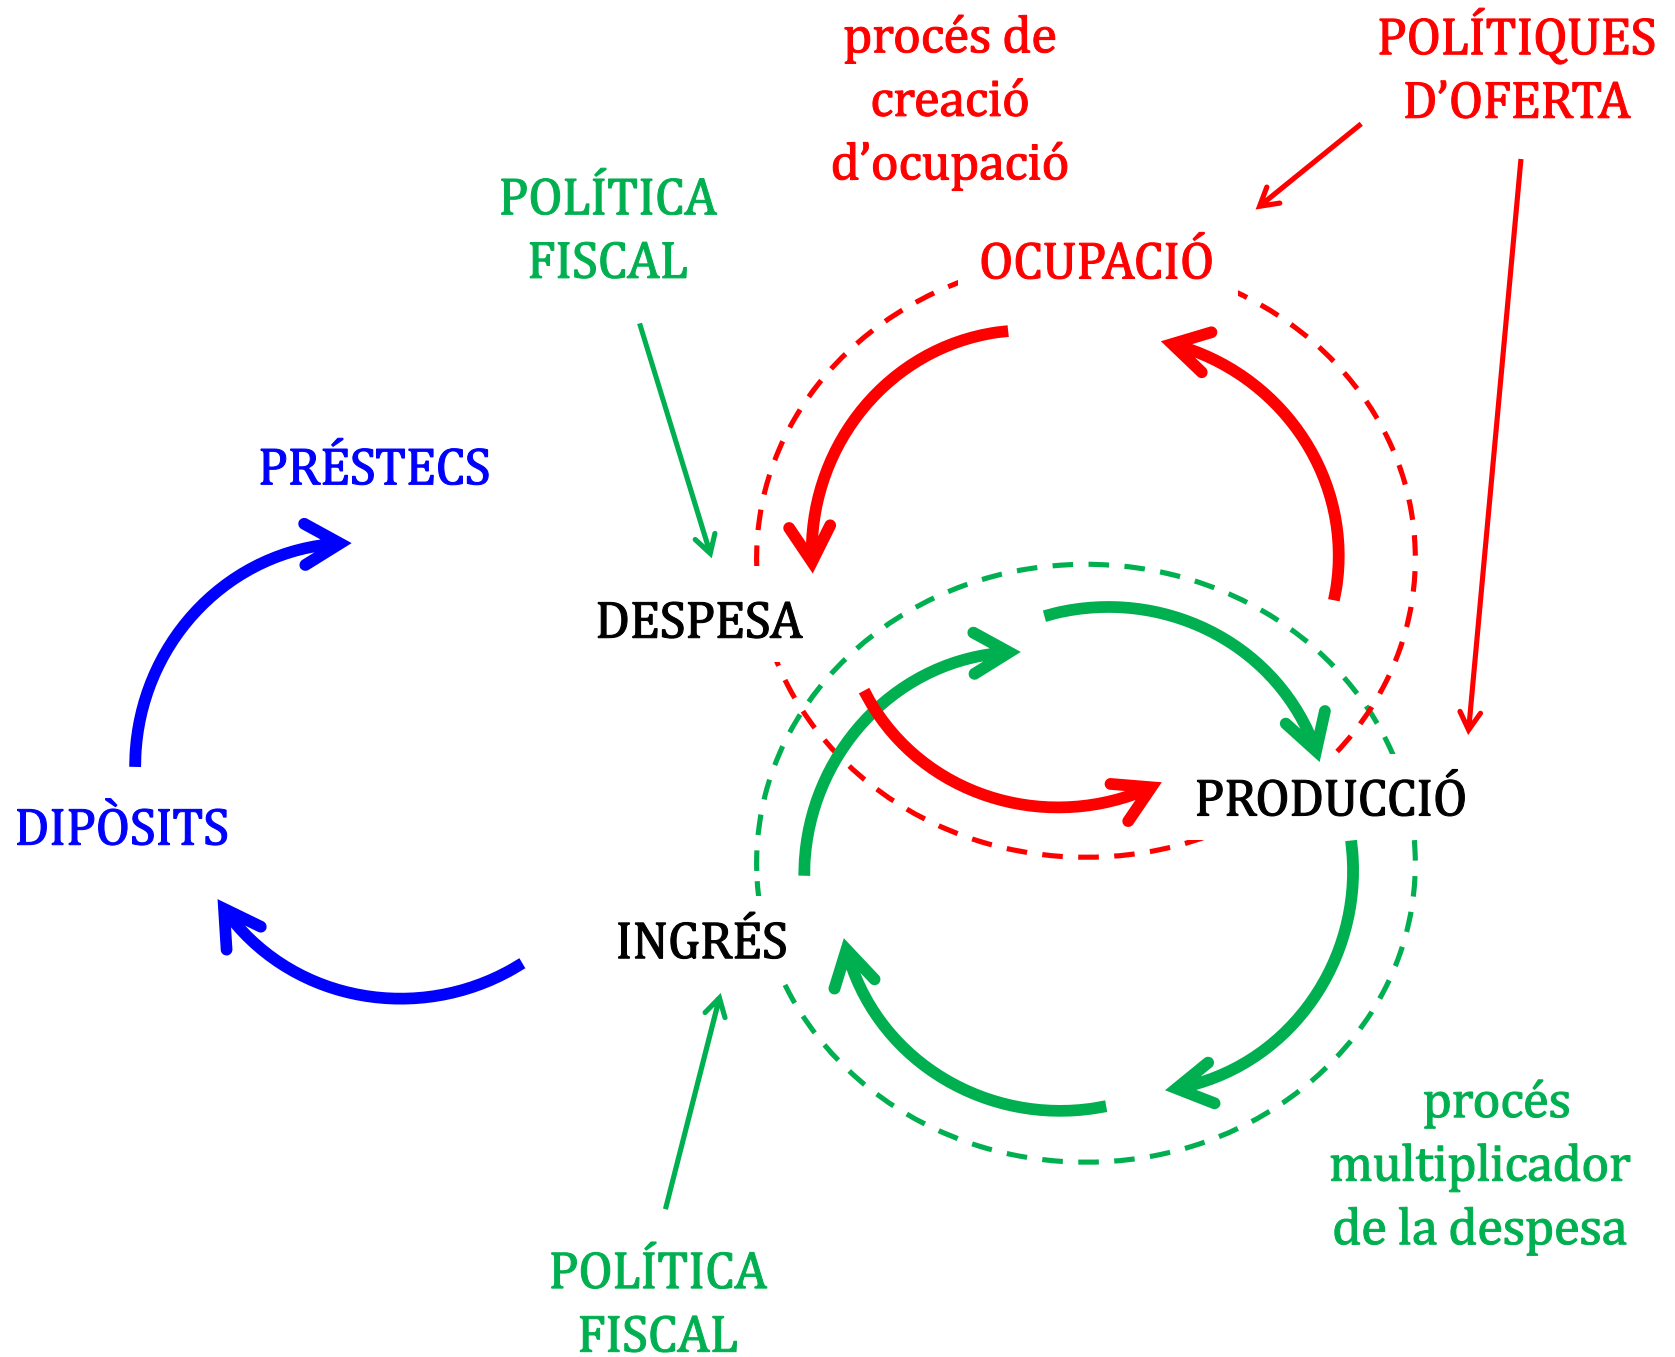 procés de
creació
d’ocupació
POLÍTIQUES
D’OFERTA
POLÍTICA
FISCAL
OCUPACIÓ
PRÉSTECS
DESPESA
PRODUCCIÓ
DIPÒSITS
INGRÉS
procés
multiplicador
de la despesa
POLÍTICA
FISCAL